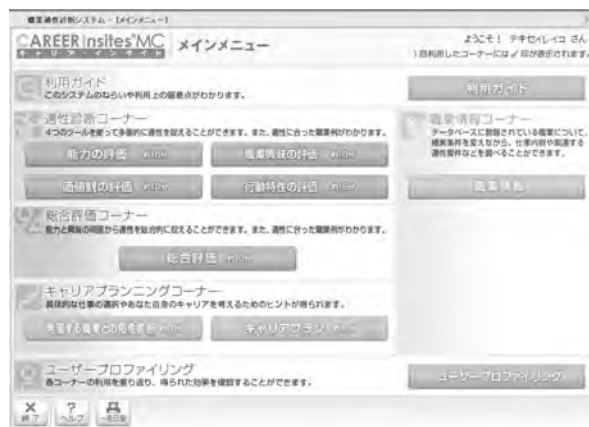 職業適性診断システム - [メインメニュー]
CAREER Insites*MC メインメニュー
キャリア・インサイト
ようこそ! テキセイレイコ さん
1回利用したコーナーには✓印が表示されます。
利用ガイド
このシステムのねらいや利用上の留意点がわかります。
利用ガイド
適性診断コーナー
4つのツールを使って多面的に適性を捉えることができます。また、適性に合った職業例がわかります。
能力の評価
職業興味の評価
価値観の評価
行動特性の評価
職業情報コーナー
データベースに登録されている職業について、
検索条件を変えながら、仕事内容や関連する
適性要件などを調べることができます。
職業情報
総合評価コーナー
能力と興味の両面から適性を総合的に捉えることができます。また、適性に合った職業例がわかります。
総合評価 約10分
キャリアプランニングコーナー
具体的な仕事の選択やあなた自身のキャリアを考えるためのヒントが得られます。
希望する職業との相性診断
キャリアプラン
ユーザープロファイリング
各コーナーの利用を振り返り、得られた効果を確認することができます。
ユーザープロファイリング
終了 ヘルプ